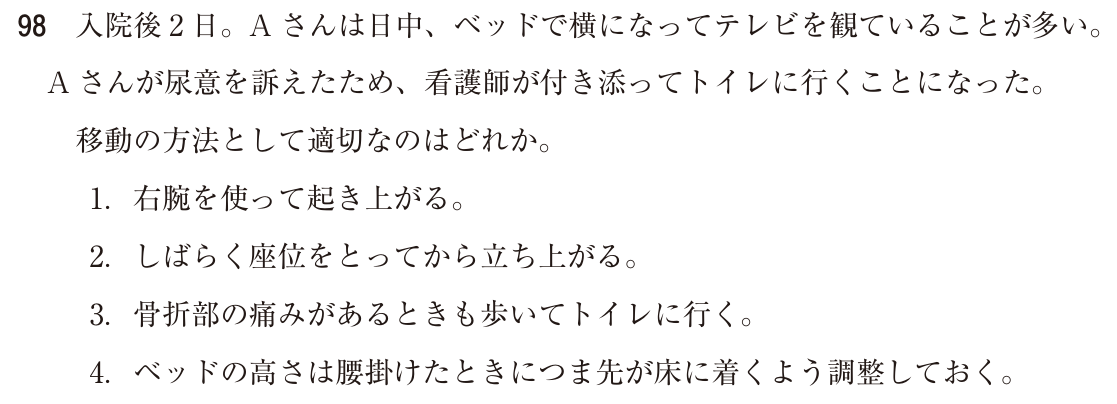 98 入院後2日。Aさんは日中、ベッドで横になってテレビを観ていることが多い。
Aさんが尿意を訴えたため、看護師が付き添ってトイレに行くことになった。
移動の方法として適切なのはどれか。
1. 右腕を使って起き上がる。
2. しばらく座位をとってから立ち上がる。
3. 骨折部の痛みがあるときも歩いてトイレに行く。
4. ベッドの高さは腰掛けたときにつま先が床に着くよう調整しておく。